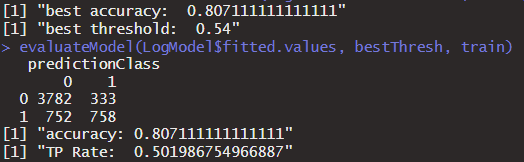 [1] "best accuracy:  0.807111111111111"
[1] "best threshold:  0.54"
> evaluateModel(LogModel$fitted.values, bestThresh, train)
   predictionClass
       0    1
  0 3782  333
  1  752  758
[1] "accuracy: 0.807111111111111"
[1] "TP Rate:  0.501986754966887"